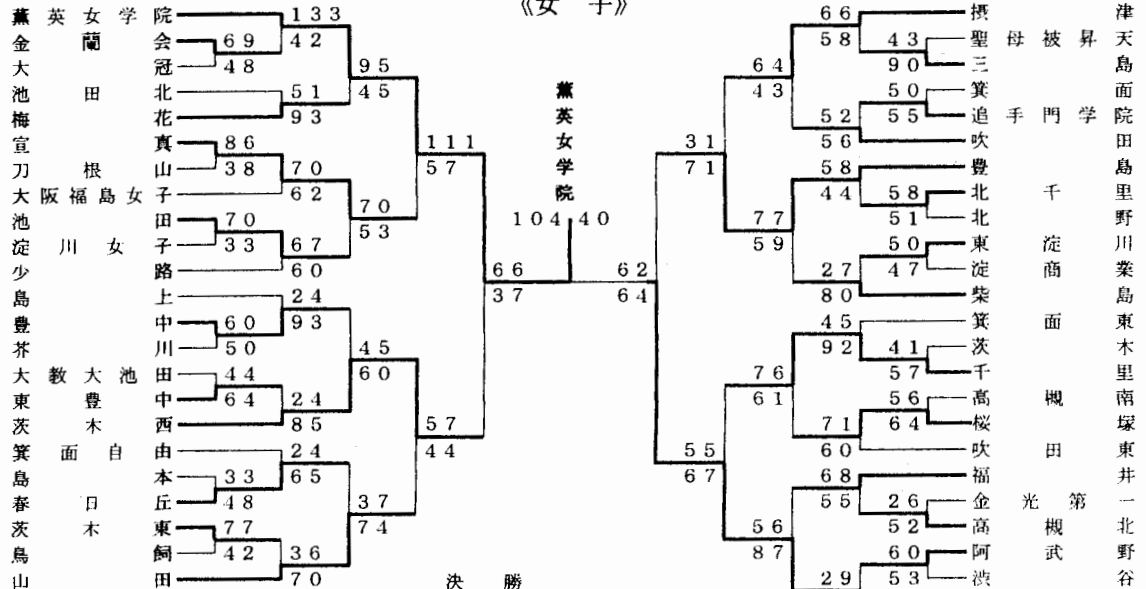 《女子》
薫英女学院
133
金蘭会
69
42
大冠
48
95
池田北
51
45
梅花
93
宣真
86
111
刀根山
38
70
57
大阪福島女子
62
池田
70
70
53
淀川女子
33
67
少路
60
66
島上
24
37
豊中
60
93
芥川
50
45
大教大池田
44
60
東豊中
64
24
茨木西
85
57
箕面自由
24
44
島本
33
65
春日丘
48
37
茨木東
77
74
鳥飼
42
36
山田
70
薫英女学院
104 40
決勝
66
摂津
58
43
聖母被昇天
64
90
三島
43
50
箕面
52
55
追手門学院
31
56
吹田
71
58
豊島
44
58
北千里
77
51
北野
59
50
東淀川
62
27
47
淀商業
64
80
柴島
45
箕面東
92
41
茨木
76
57
千里
61
56
高槻南
71
64
桜塚
55
60
吹田東
67
68
福井
55
26
金光第一
56
52
高槻北
87
60
阿武野
29
53
渋谷